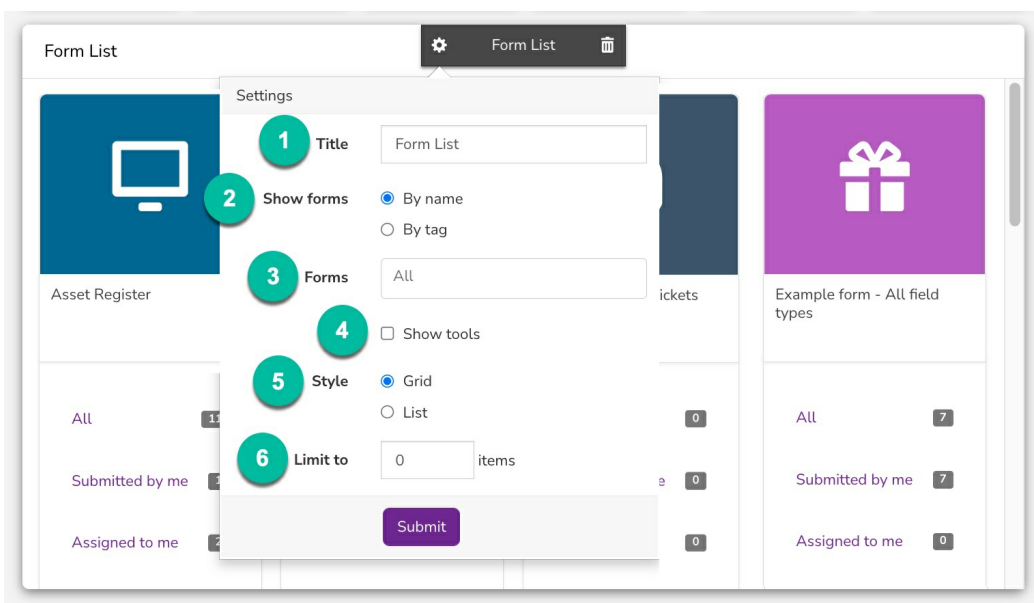 Form List
Form List
Settings
1 Title Form List
2 Show forms By name
By tag
3 Forms All
4 Show tools
5 Style Grid
List
6 Limit to 0 items
Submit
Asset Register
All
Submitted by me
Assigned to me
0
0
0
Example form - All field
types
All 7
Submitted by me 7
Assigned to me 0